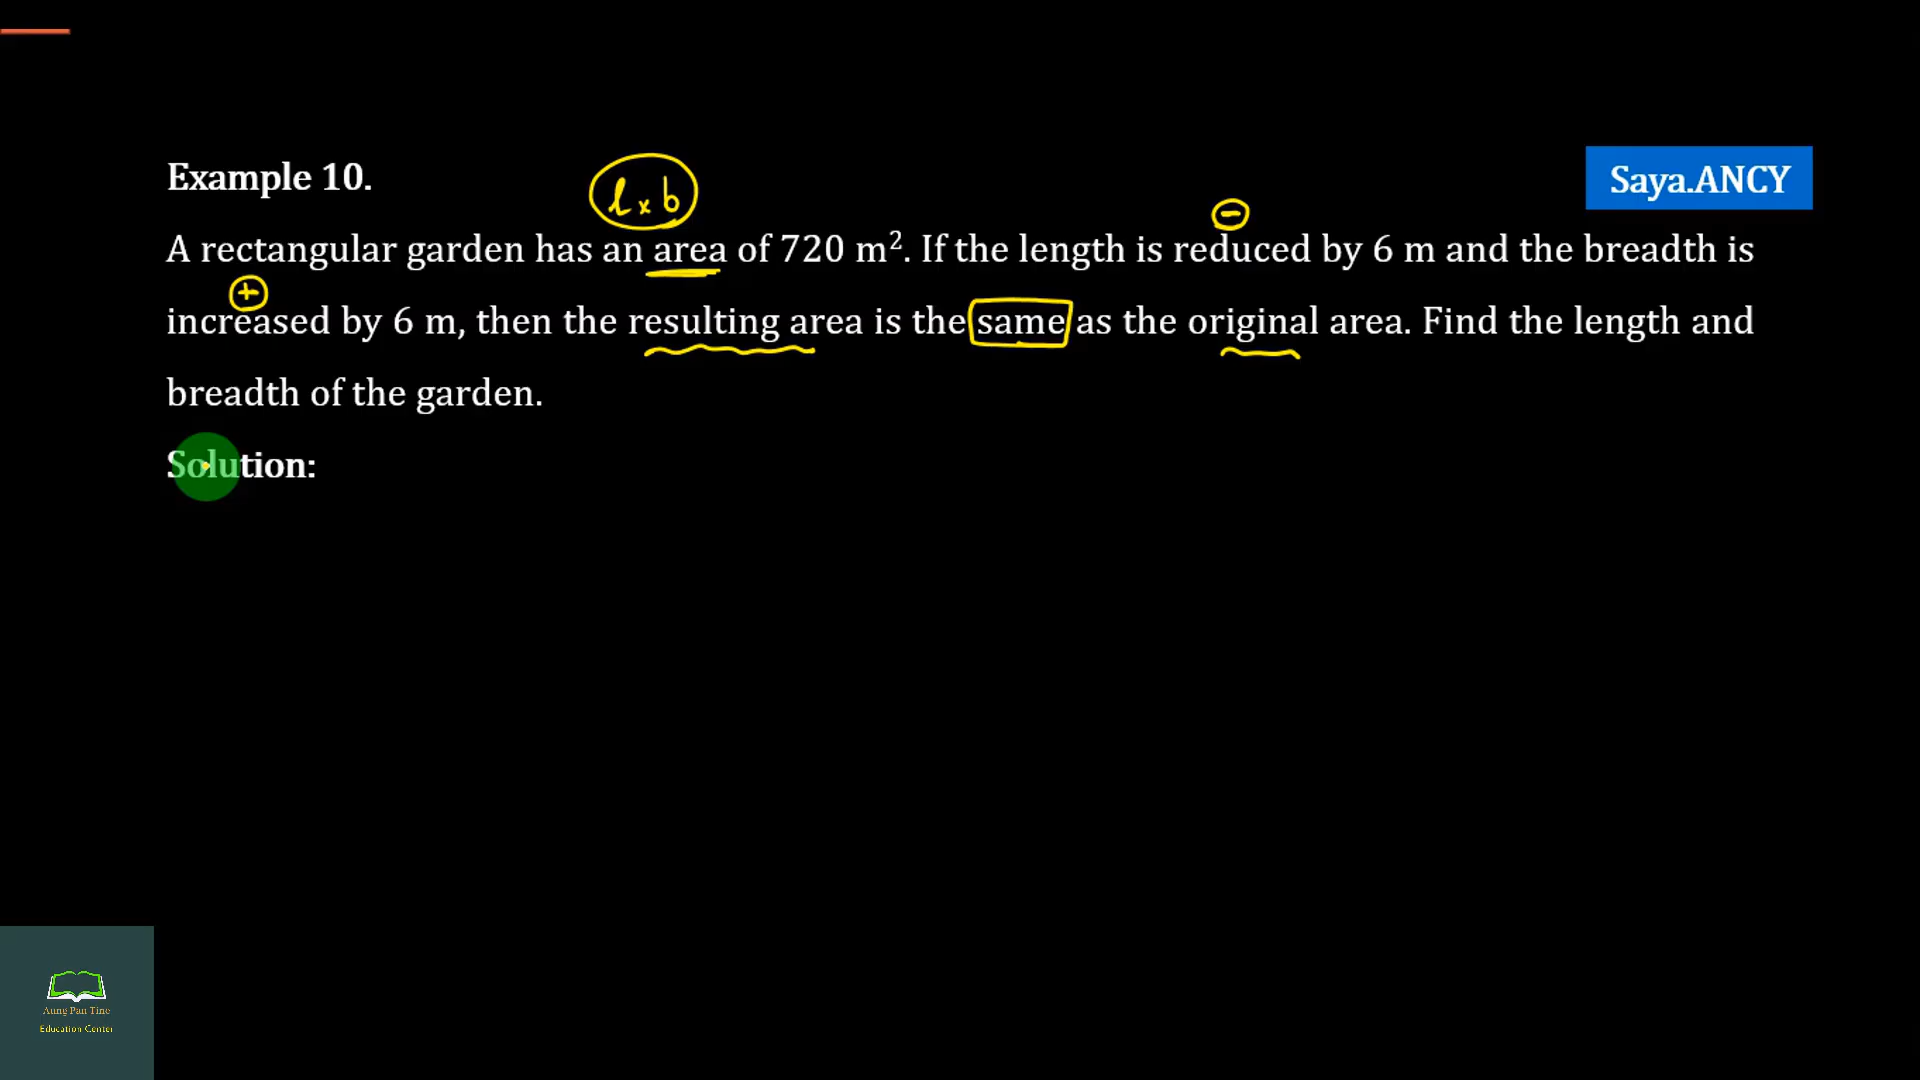 Example 10.
Saya.ANCY
l × b
−
A rectangular garden has an area of 720 m². If the length is reduced by 6 m and the breadth is
+
increased by 6 m, then the resulting area is the same as the original area. Find the length and
breadth of the garden.
Solution:
Aung Pan Tine
Education Center